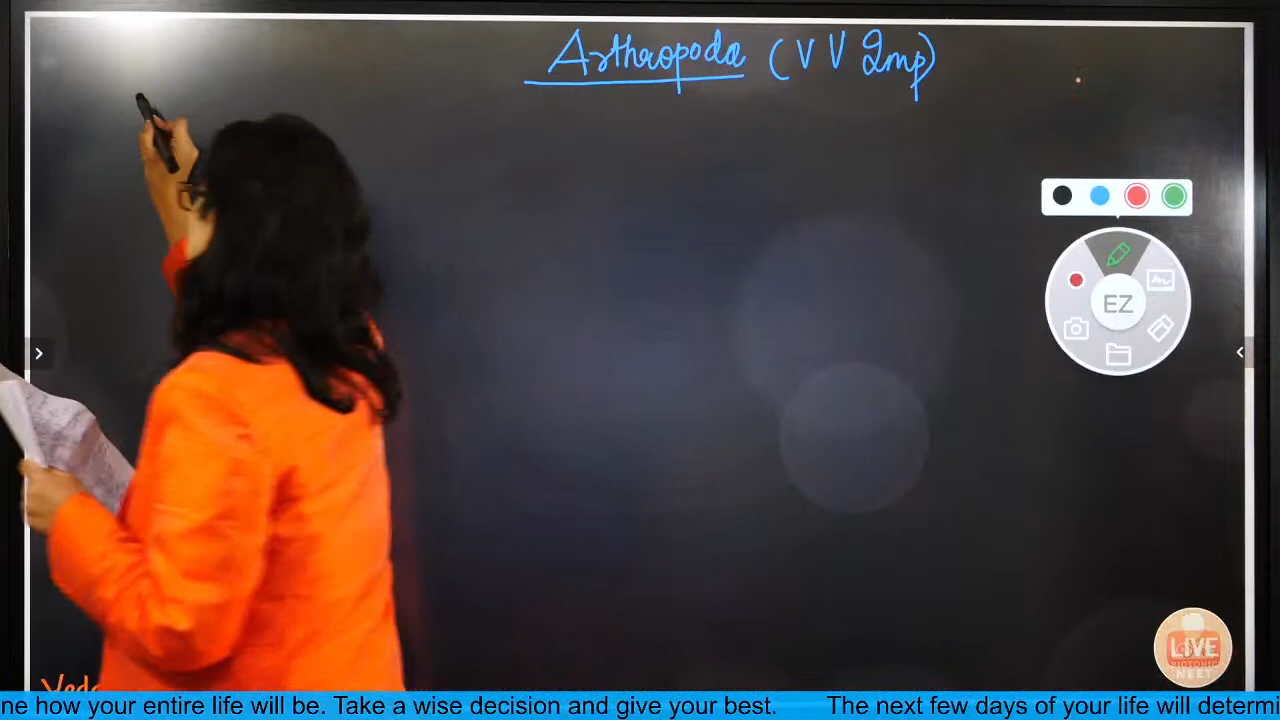 Arthropoda (V V Imp)
EZ
LIVE
NEET
ne how your entire life will be. Take a wise decision and give your best. The next few days of your life will determi